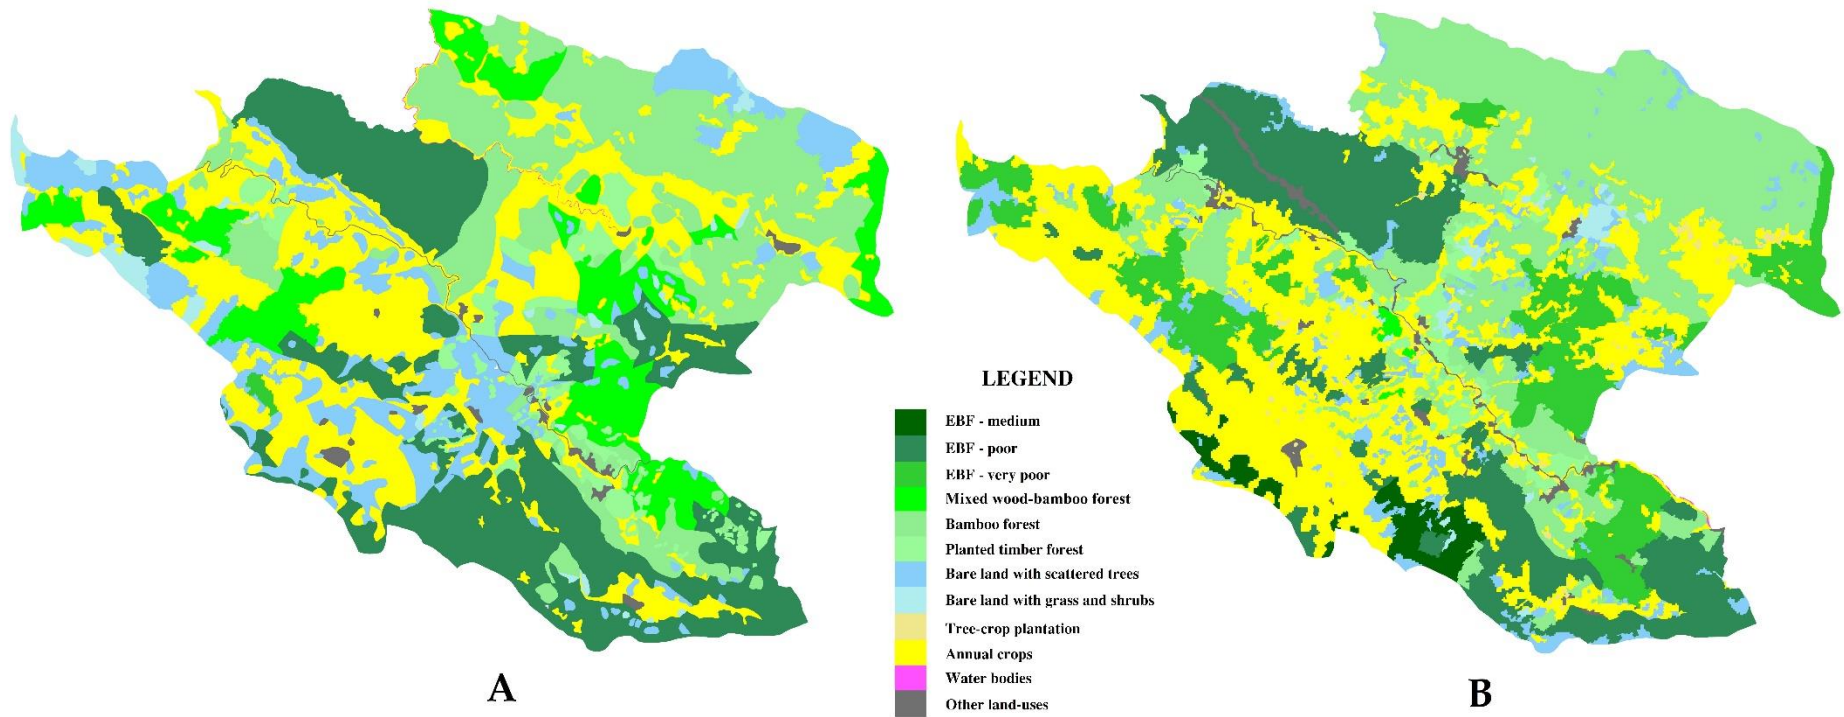 LEGEND
EBF - medium
EBF - poor
EBF - very poor
Mixed wood-bamboo forest
Bamboo forest
Planted timber forest
Bare land with scattered trees
Bare land with grass and shrubs
Tree-crop plantation
Annual crops
Water bodies
Other land-uses
A
B